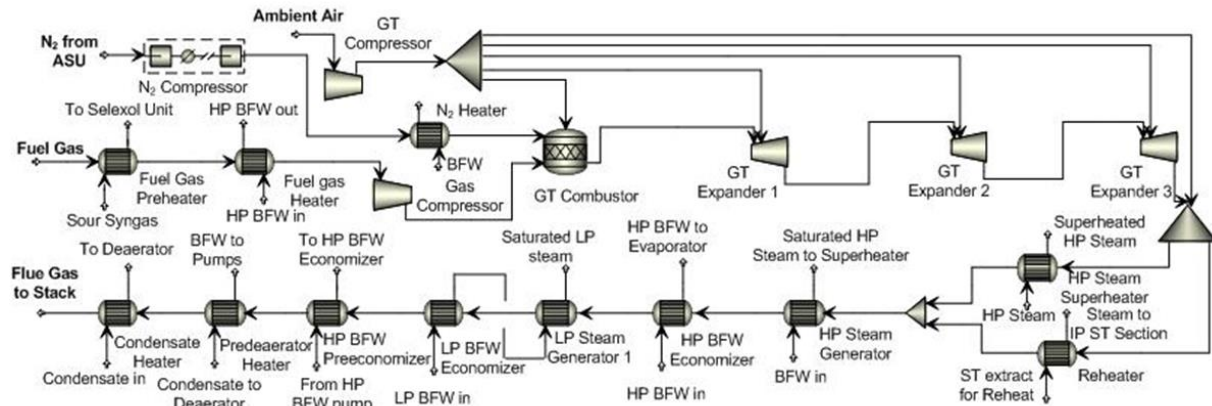 Ambient Air
GT
Compressor
N₂ from
ASU
N₂ Compressor
To Selexol Unit
HP BFW out
N₂ Heater
Fuel Gas
BFW
Gas
Compressor
GT Combustor
GT
Expander 1
GT
Expander 2
GT
Expander 3
Fuel Gas
Preheater
Fuel gas
Heater
Sour Syngas
HP BFW in
Superheated
HP Steam
HP Steam
Superheater
HP Steam
Steam to
IP ST Section
ST extract
for Reheat
Reheater
To Deaerator
BFW to
Pumps
To HP BFW
Economizer
Saturated LP
steam
HP BFW to
Evaporator
Saturated HP
Steam to Superheater
Flue Gas
to Stack
Condensate
Heater
Predeaerator
Heater
HP BFW
Preeconomizer
LP BFW
Economizer
LP Steam
Generator 1
HP BFW
Economizer
HP Steam
Generator
Condensate in
Condensate to
Deaerator
From HP
BFW pump
LP BFW in
HP BFW in
BFW in